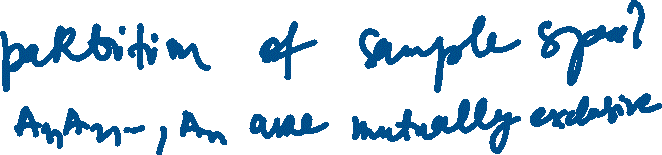 partition of sample space?
A₁, A₂, -, Aₙ are mutually exclusive